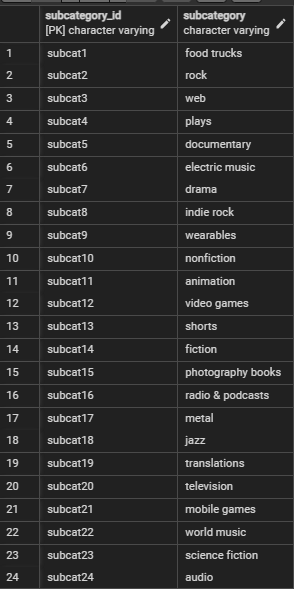 subcategory_id subcategory
[PK] character varying character varying
1 subcat1 food trucks
2 subcat2 rock
3 subcat3 web
4 subcat4 plays
5 subcat5 documentary
6 subcat6 electric music
7 subcat7 drama
8 subcat8 indie rock
9 subcat9 wearables
10 subcat10 nonfiction
11 subcat11 animation
12 subcat12 video games
13 subcat13 shorts
14 subcat14 fiction
15 subcat15 photography books
16 subcat16 radio & podcasts
17 subcat17 metal
18 subcat18 jazz
19 subcat19 translations
20 subcat20 television
21 subcat21 mobile games
22 subcat22 world music
23 subcat23 science fiction
24 subcat24 audio